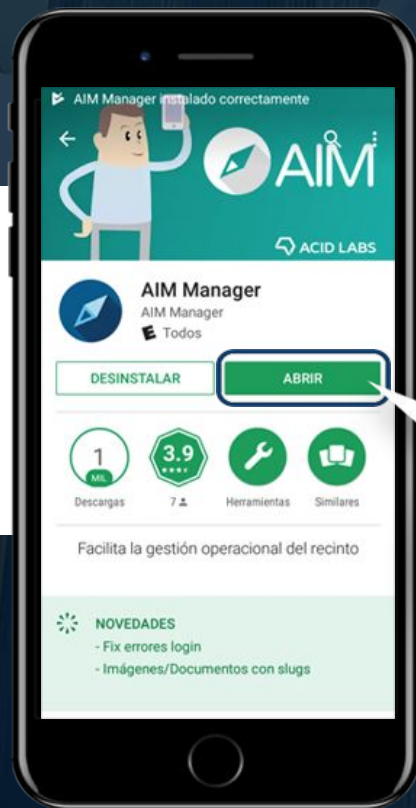 AIM Manager instalado correctamente
AIM
ACID LABS
AIM Manager
AIM Manager
E Todos
DESINSTALAR
ABRIR
1
MIL
3.9
Descargas
7
Herramientas
Similares
Facilita la gestión operacional del recinto
NOVEDADES
- Fix errores login
- Imágenes/Documentos con slugs